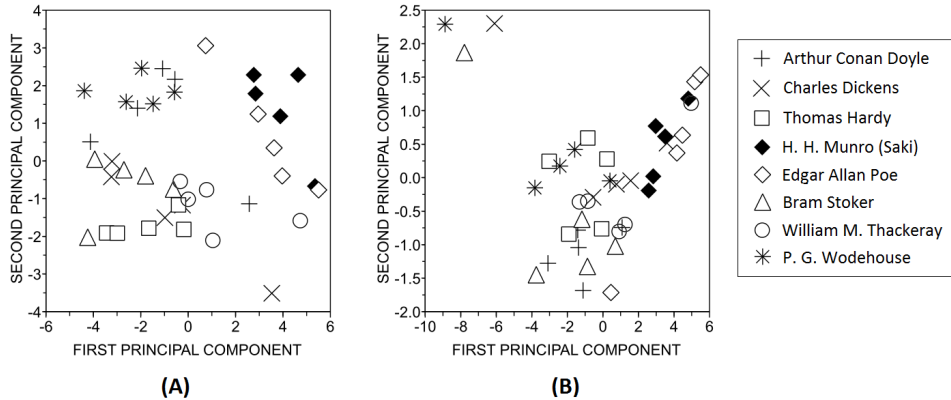 4
3
2
1
0
-1
-2
-3
-4
SECOND PRINCIPAL COMPONENT
-6 -4 -2 0 2 4 6
FIRST PRINCIPAL COMPONENT
(A)
2.5
2.0
1.5
1.0
0.5
0.0
-0.5
-1.0
-1.5
-2.0
SECOND PRINCIPAL COMPONENT
-10 -8 -6 -4 -2 0 2 4 6
FIRST PRINCIPAL COMPONENT
(B)
Arthur Conan Doyle
Charles Dickens
Thomas Hardy
H. H. Munro (Saki)
Edgar Allan Poe
Bram Stoker
William M. Thackeray
P. G. Wodehouse